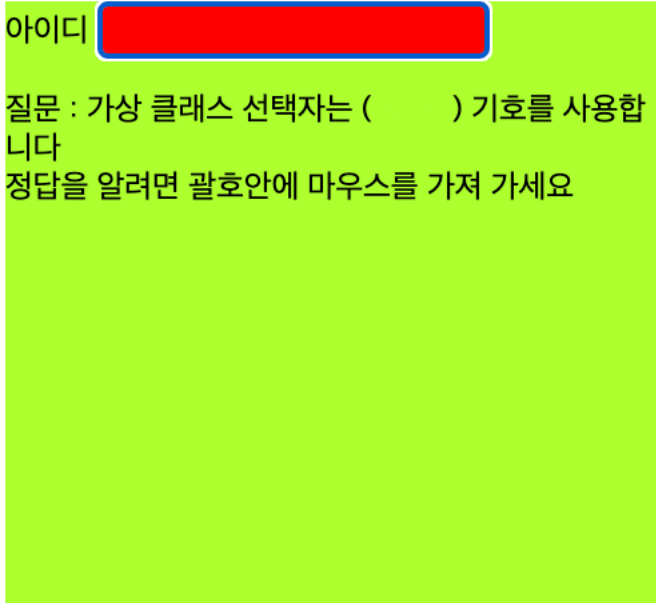 아이디
질문 : 가상 클래스 선택자는 (        ) 기호를 사용합
니다
정답을 알려면 괄호안에 마우스를 가져 가세요